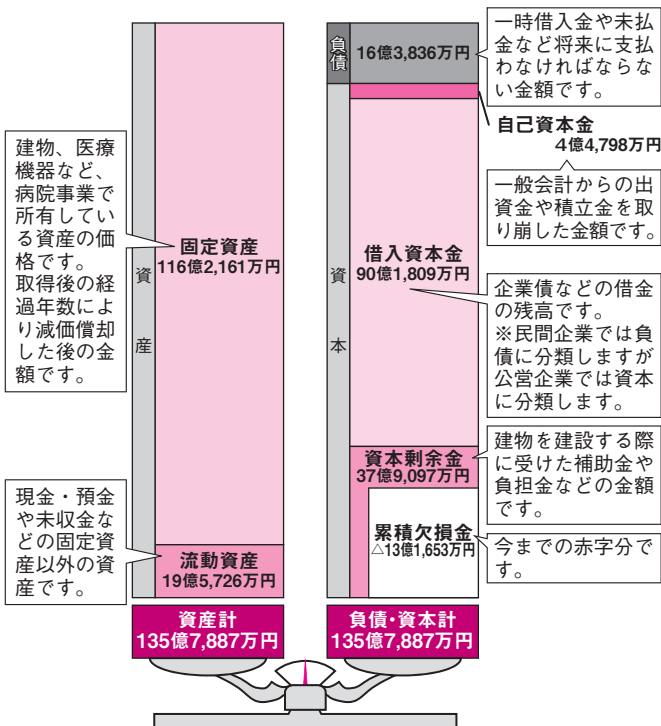 建物、医療
機器など、
病院事業で
所有してい
る資産の価
格です。
取得後の経
過年数によ
り減価償却
した後の金
額です。
現金・預金
や未収金な
どの固定資
産以外の資
産です。
資産
固定資産
116億2,161万円
流動資産
19億5,726万円
資産計
135億7,887万円
負債
16億3,836万円
一時借入金や未払
金など将来に支払
わなければならな
い金額です。
自己資本金
4億4,798万円
一般会計からの出
資金や積立金を取
り崩した金額です。
資本
借入資本金
90億1,809万円
企業債などの借金
の残高です。
※民間企業では負
債に分類しますが
公営企業では資本
に分類します。
資本剰余金
37億9,097万円
建物を建設する際
に受けた補助金や
負担金などの金額
です。
累積欠損金
△13億1,653万円
今までの赤字分で
す。
負債・資本計
135億7,887万円